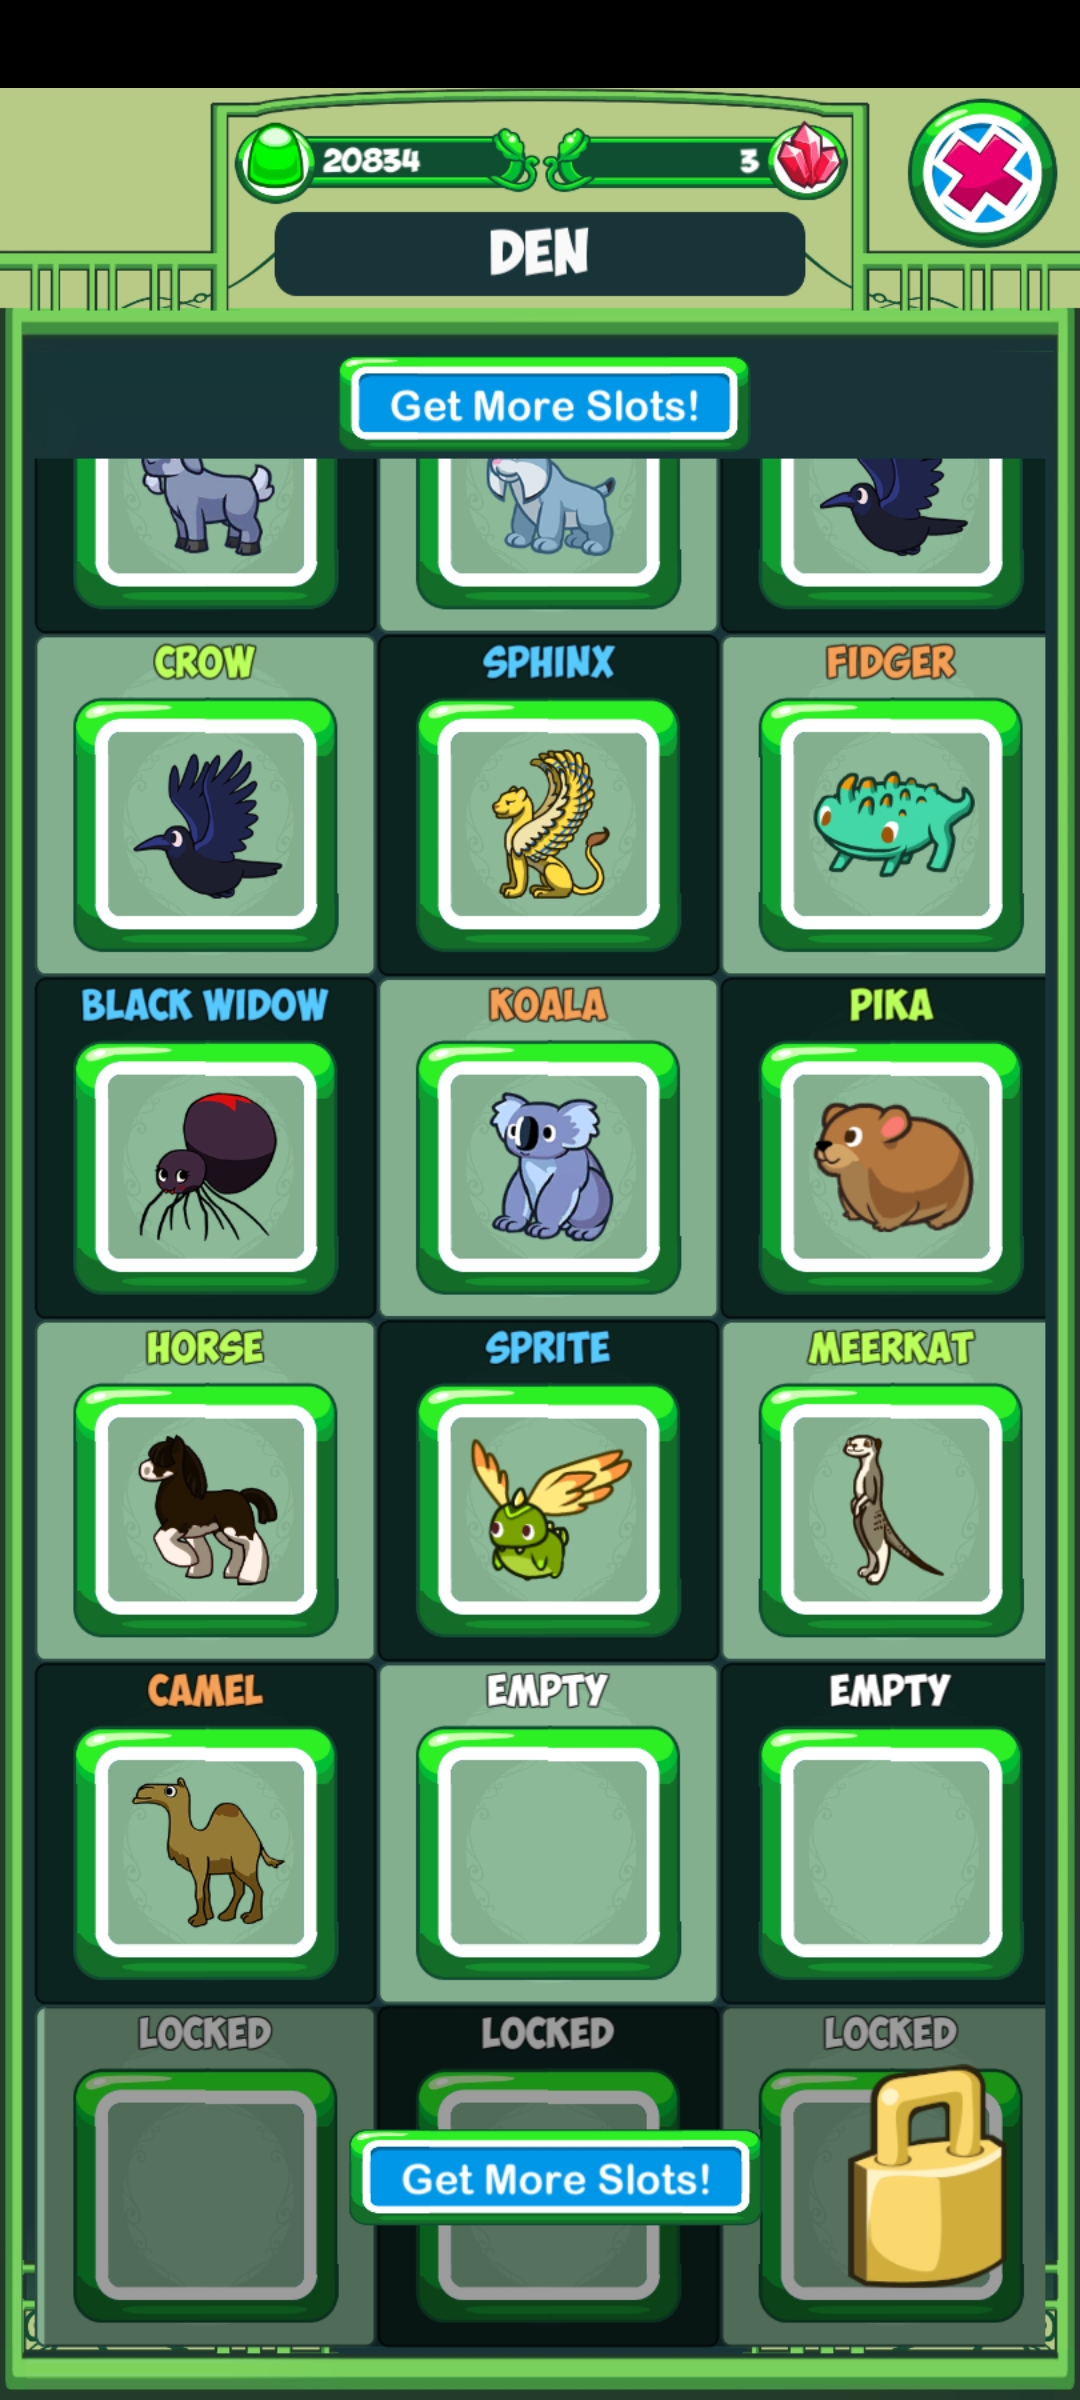 20834
3
DEN
Get More Slots!
CROW
SPHINX
FIDGER
BLACK WIDOW
KOALA
PIKA
HORSE
SPRITE
MEERKAT
CAMEL
EMPTY
EMPTY
LOCKED
LOCKED
LOCKED
Get More Slots!